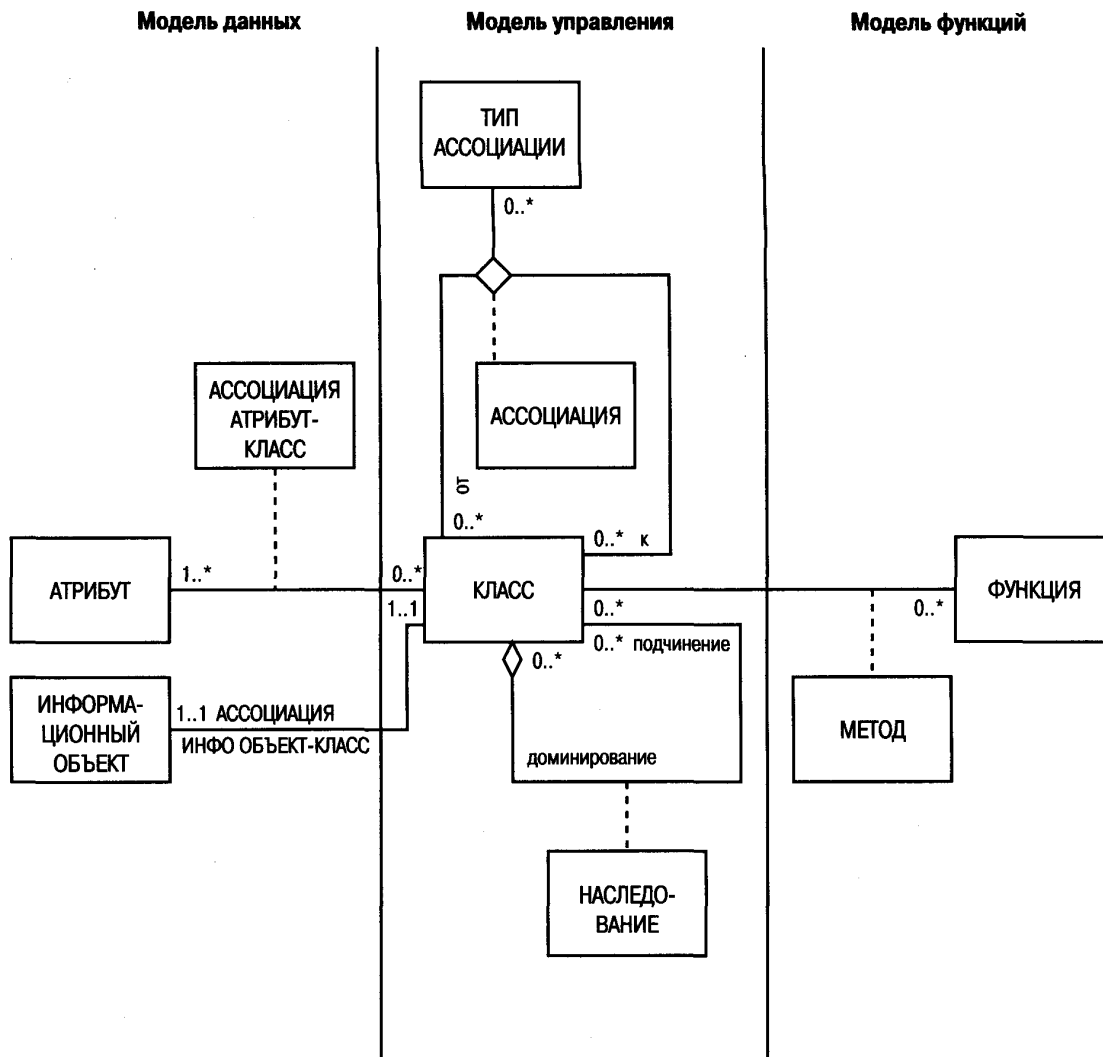 Модель данных
Модель управления
Модель функций
ТИП
АССОЦИАЦИИ
0..*
АССОЦИАЦИЯ
АТРИБУТ-
КЛАСС
АССОЦИАЦИЯ
от
0..*
0..* к
АТРИБУТ
1..*
0..*
КЛАСС
0..*
0..*
ФУНКЦИЯ
1..1
0..*
0..* подчинение
ИНФОРМА-
ЦИОННЫЙ
ОБЪЕКТ
1..1 АССОЦИАЦИЯ
ИНФО ОБЪЕКТ-КЛАСС
доминирование
МЕТОД
НАСЛЕДО-
ВАНИЕ